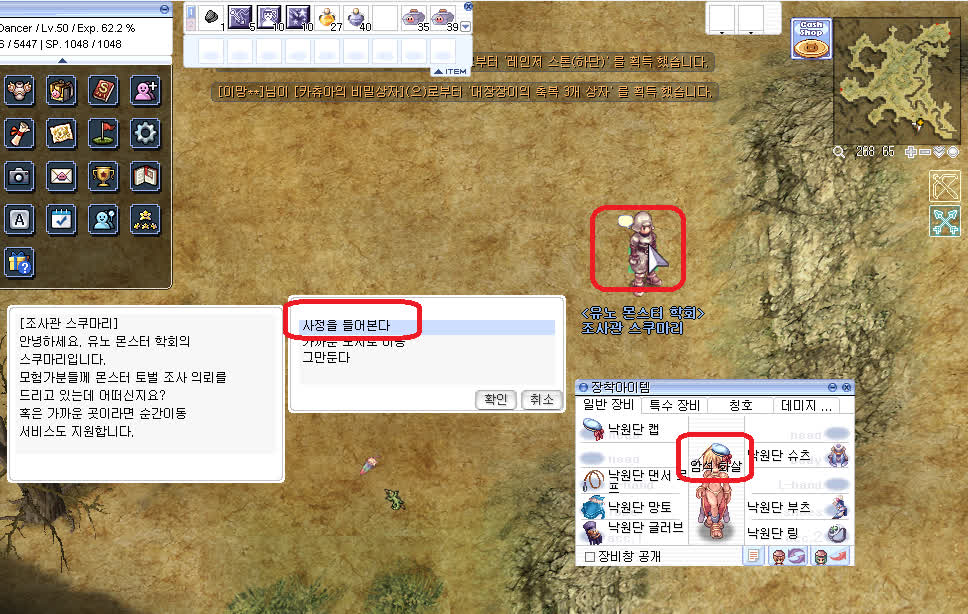 Dancer / Lv.50 / Exp. 62.2 %
6 / 5447 | SP. 1048 / 1048
1 5 10 10 27 40 35 39
ITEM
부터 '레인저 스톤(하단)' 를 획득 했습니다.
[미망**]님이 [카츄아의 비밀상자](으)로부터 '대장장이의 축복 3개 상자' 를 획득 했습니다.
Cash
Shop
268 65
A
<유노 몬스터 학회>
조사관 스쿠마리
[조사관 스쿠마리]
안녕하세요. 유노 몬스터 학회의
스쿠마리입니다.
모험가분들께 몬스터 토벌 조사 의뢰를
드리고 있는데 어떠신지요?
혹은 가까운 곳이라면 순간이동
서비스도 지원합니다.
사정을 들어본다
가까운 도시로 이동
그만둔다
확인 취소
장착아이템
일반 장비 특수 장비 칭호 데미지 ...
낙원단 캡
head
head
암석 화살
낙원단 슈츠
낙원단 댄서 로
프
l-hand
낙원단 망토
낙원단 부츠
낙원단 글러브
낙원단 링
장비창 공개